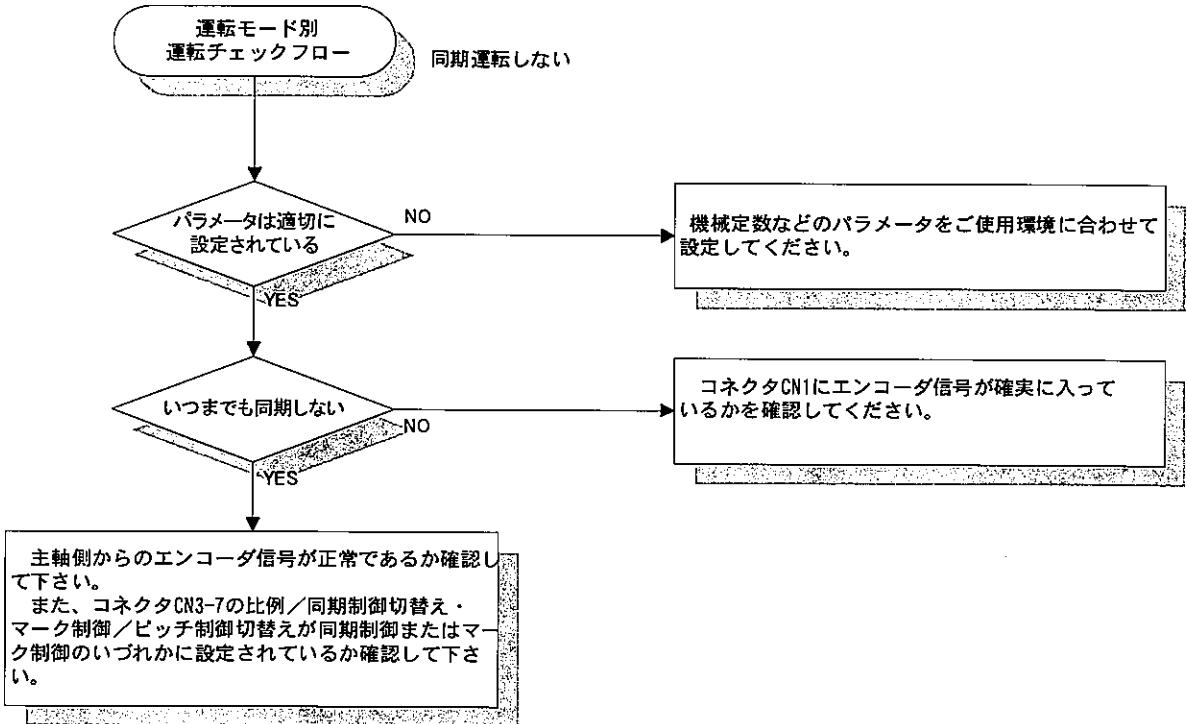 運転モード別
運転チェックフロー
同期運転しない
パラメータは適切に
設定されている
NO
機械定数などのパラメータをご使用環境に合わせて
設定してください。
YES
いつまでも同期しない
NO
コネクタCN1にエンコーダ信号が確実に入って
いるかを確認してください。
YES
主軸側からのエンコーダ信号が正常であるか確認し
て下さい。
また、コネクタCN3-7の比例／同期制御切替え・
マーク制御／ピッチ制御切替えが同期制御またはマー
ク制御のいづれかに設定されているか確認して下さ
い。